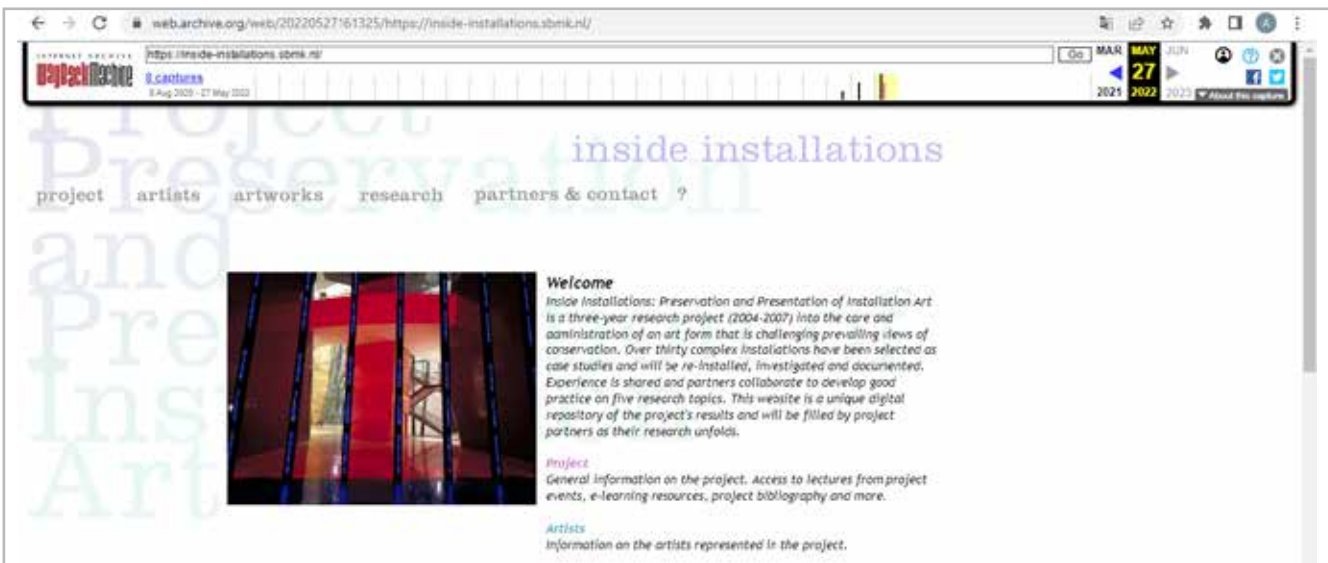 web.archive.org/web/20220527161325/https://inside-installations.sbmk.nl/
A
INTERNET ARCHIVE
WayBackMachine
https://inside-installations.sbmk.nl/
Go
MAR MAY JUN
8 captures
27
2021 2022 2023
About this capture
Project
Preservation
and
Pre
Ins
Art
inside installations
project artists artworks research partners & contact ?
Welcome
Inside Installations: Preservation and Presentation of Installation Art
is a three-year research project (2004-2007) into the care and
administration of an art form that is challenging prevailing views of
conservation. Over thirty complex installations have been selected as
case studies and will be re-installed, investigated and documented.
Experience is shared and partners collaborate to develop good
practice on five research topics. This website is a unique digital
repository of the project's results and will be filled by project
partners as their research unfolds.
Project
General information on the project. Access to lectures from project
events, e-learning resources, project bibliography and more.
Artists
Information on the artists represented in the project.